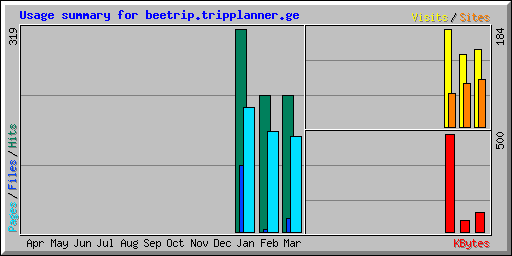 Usage summary for beetrip.tripplanner.ge
Visits/Sites
319
184
500
Pages/Files/Hits
Apr May Jun Jul Aug Sep Oct Nov Dec Jan Feb Mar
KBytes